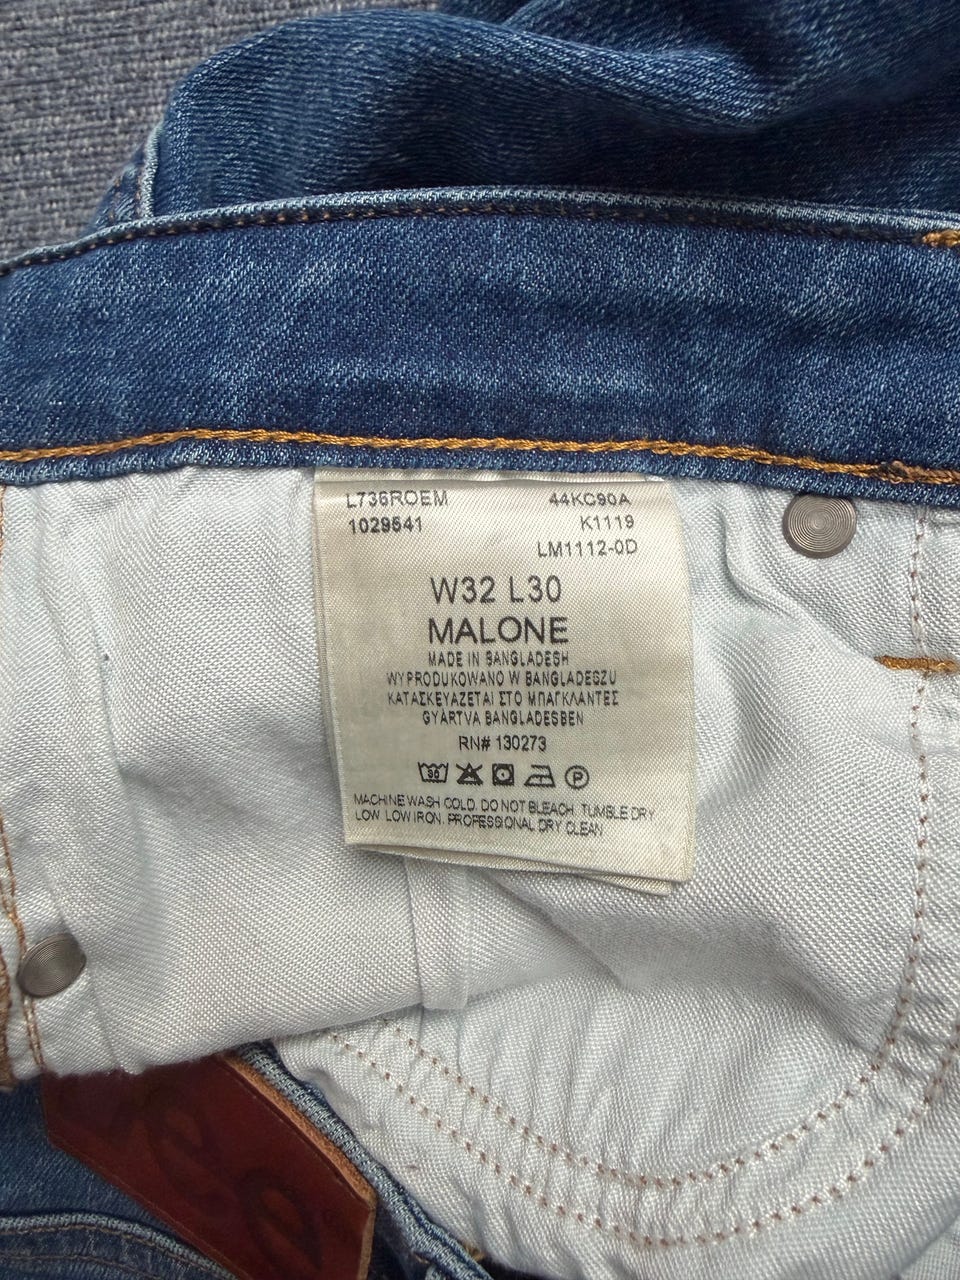 L736ROEM 44KC90A
1029541 K1119
LM1112-0D
W32 L30
MALONE
MADE IN BANGLADESH
WYPRODUKOWANO W BANGLADESZU
ΚΑΤΑΣΚΕΥΑΖΕΤΑΙ ΣΤΟ ΜΠΑΓΚΛΑΝΤΕΣ
GYÁRTVA BANGLADESBEN
RN# 130273
30 P
MACHINE WASH COLD. DO NOT BLEACH. TUMBLE DRY
LOW. LOW IRON. PROFESSIONAL DRY CLEAN